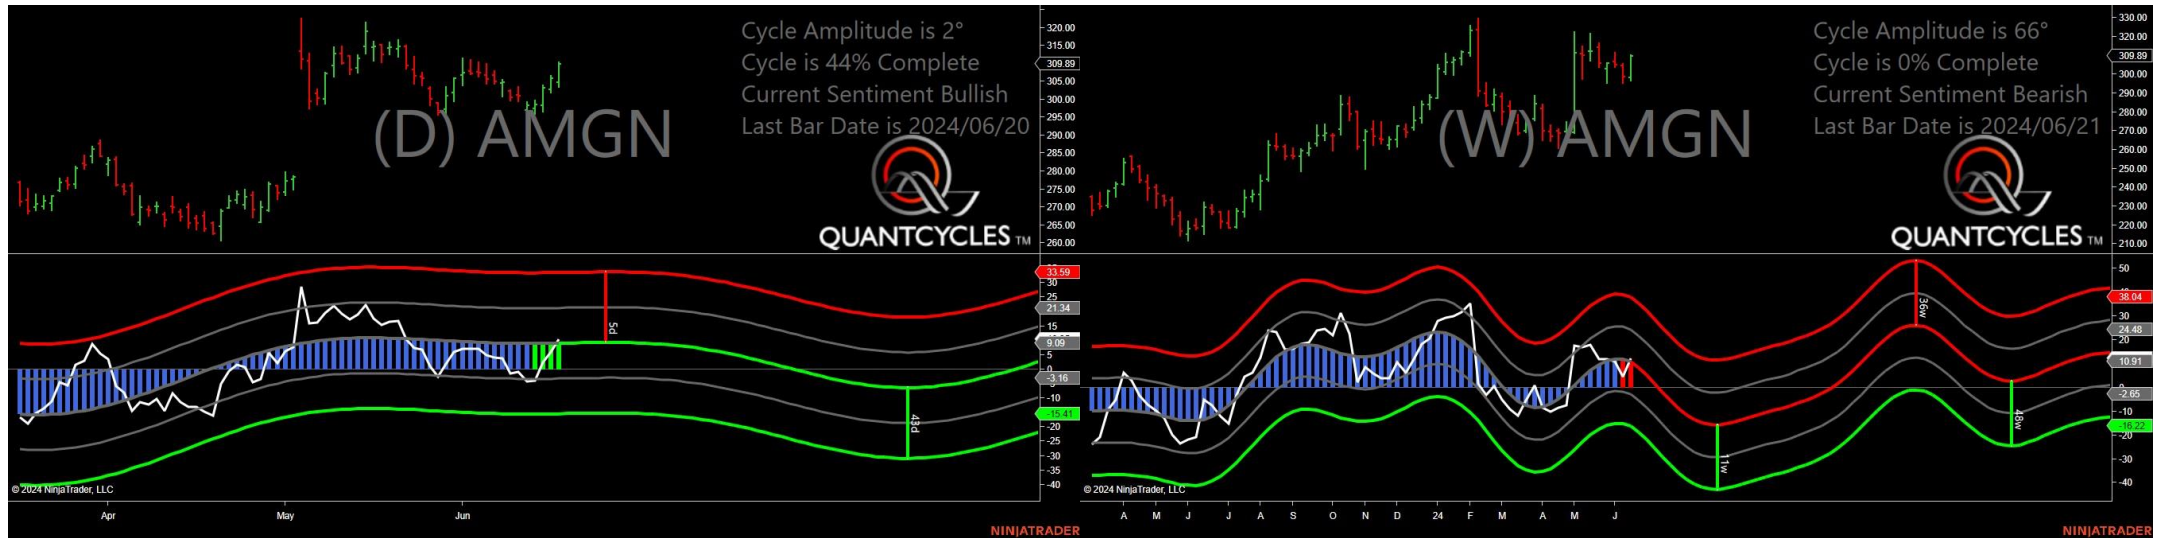 Cycle Amplitude is 2°
Cycle is 44% Complete
Current Sentiment Bullish
Last Bar Date is 2024/06/20
(D) AMGN
QUANTCYCLES TM
320.00
315.00
309.89
305.00
300.00
295.00
290.00
285.00
280.00
275.00
270.00
265.00
260.00
33.59
30
25
21.34
15
9.09
5
0
-3.16
-10
-15.41
-20
-25
-30
-35
-40
5d
43d
© 2024 NinjaTrader, LLC
Apr
May
Jun
NINJATRADER
Cycle Amplitude is 66°
Cycle is 0% Complete
Current Sentiment Bearish
Last Bar Date is 2024/06/21
(W) AMGN
QUANTCYCLES TM
330.00
320.00
309.89
300.00
290.00
280.00
270.00
260.00
250.00
240.00
230.00
220.00
210.00
50
38.04
30
24.48
20
10.91
-2.65
-10
-16.22
-20
-30
-40
11w
36w
48w
© 2024 NinjaTrader, LLC
A M J J A S O N D 24 F M A M J
NINJATRADER